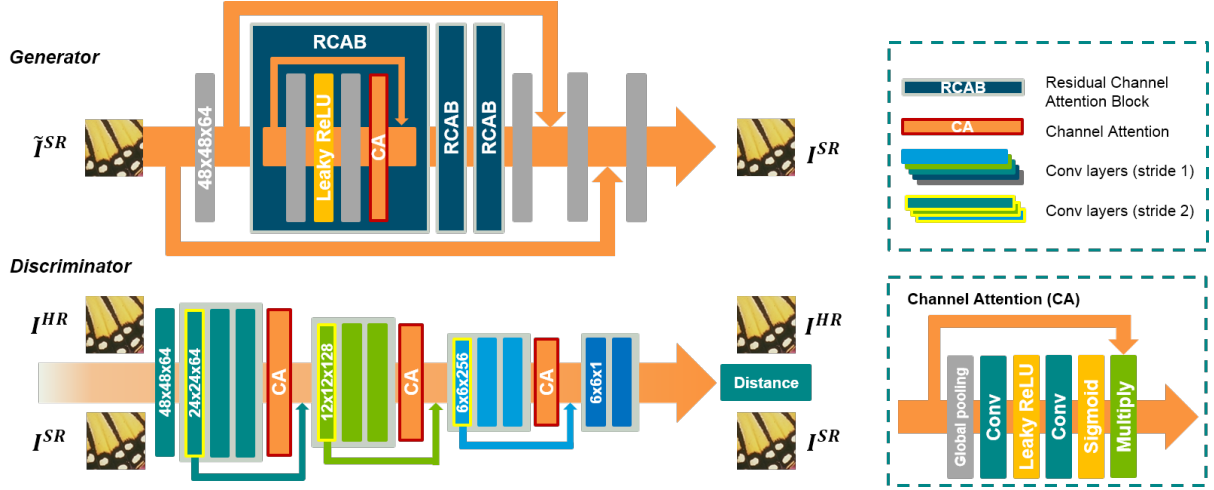 Generator
Ĩ^SR
48x48x64
RCAB
Leaky ReLU
CA
RCAB
RCAB
I^SR
RCAB
Residual Channel
Attention Block
CA
Channel Attention
Conv layers (stride 1)
Conv layers (stride 2)
Discriminator
I^HR
I^SR
48x48x64
24x24x64
CA
12x12x128
CA
6x6x256
CA
6x6x1
I^HR
Distance
I^SR
Channel Attention (CA)
Global pooling
Conv
Leaky ReLU
Conv
Sigmoid
Multiply